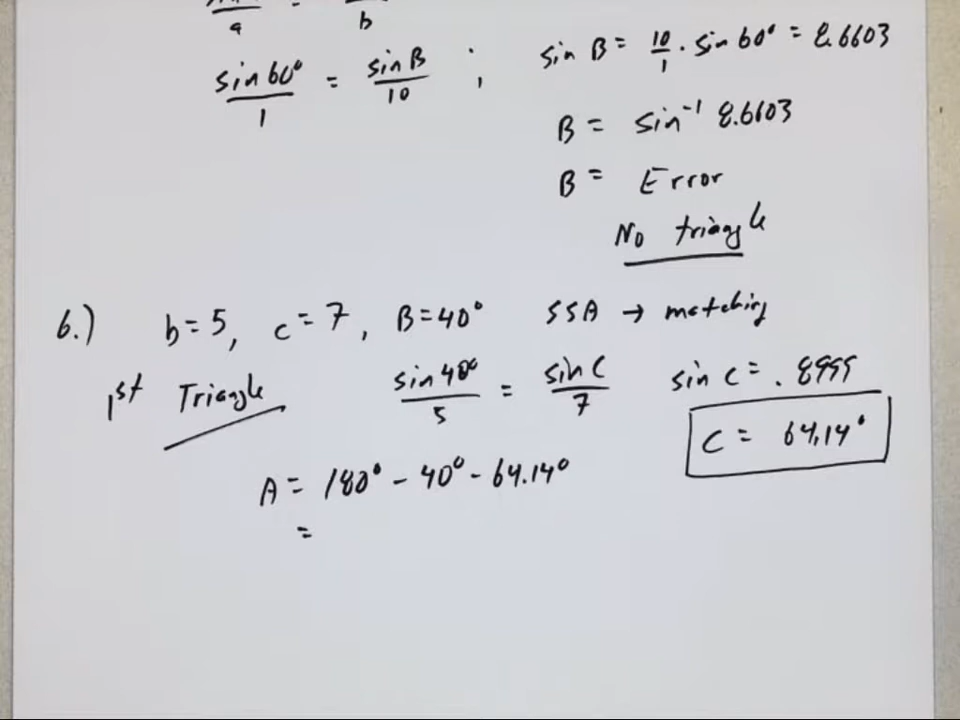 a b
sin 60° / 1 = sin B / 10 ; sin B = 10/1 · sin 60° = 8.6603
B = sin⁻¹ 8.6603
B = Error
No triangle
6.) b = 5, c = 7, B = 40° SSA → matching
1st Triangle sin 40° / 5 = sin C / 7 sin C = .8999
C = 64.14°
A = 180° - 40° - 64.14°
=